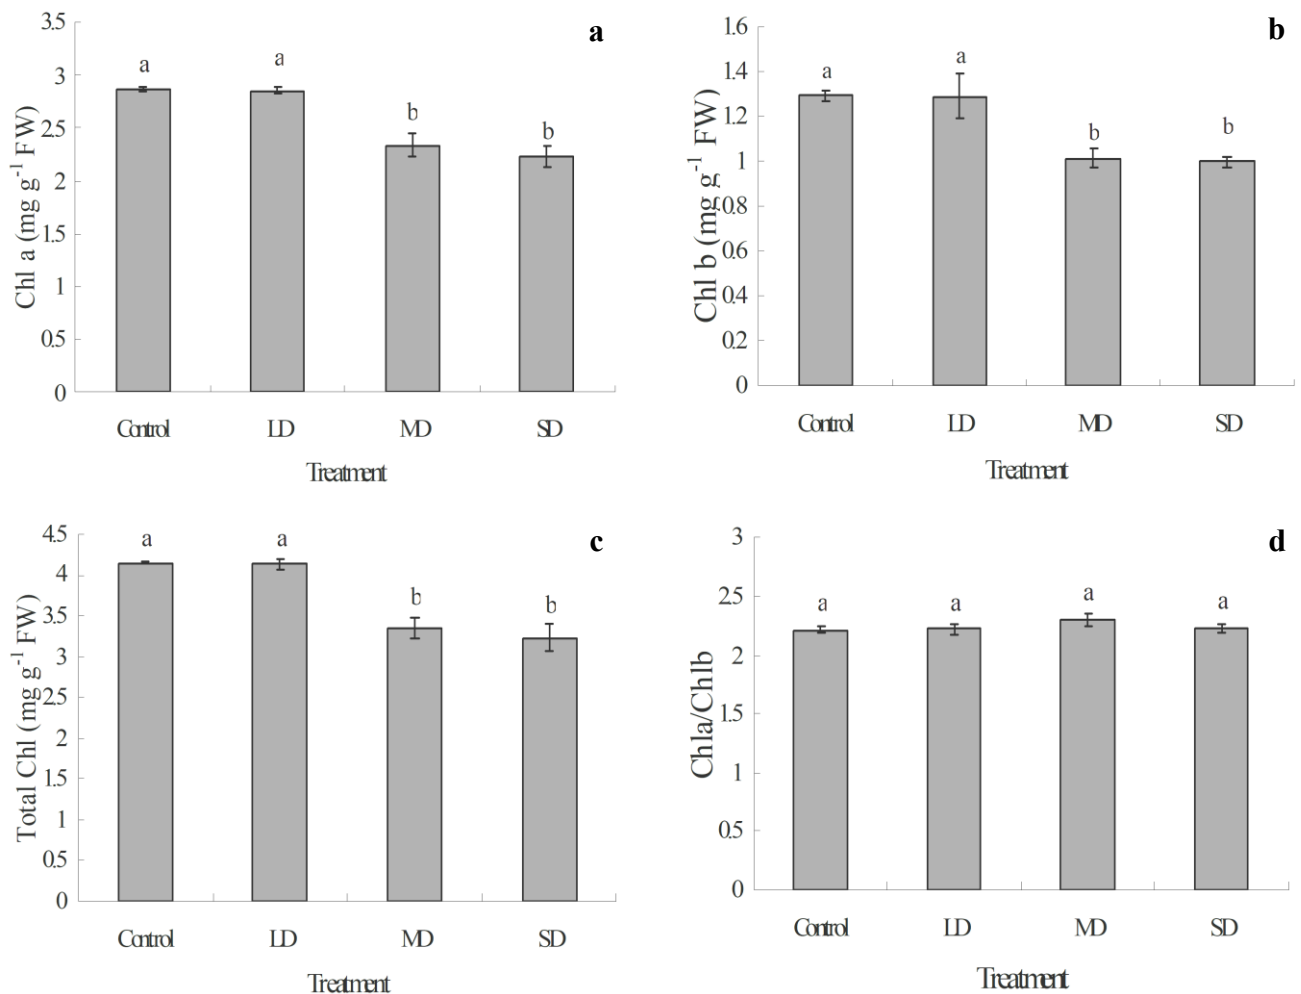 a
Chl a (mg g⁻¹ FW)
3.5
3
2.5
2
1.5
1
0.5
0
a
a
b
b
Control LD MD SD
Treatment
b
Chl b (mg g⁻¹ FW)
1.6
1.4
1.2
1
0.8
0.6
0.4
0.2
0
a
a
b
b
Control LD MD SD
Treatment
c
Total Chl (mg g⁻¹ FW)
4.5
4
3.5
3
2.5
2
1.5
1
0.5
0
a
a
b
b
Control LD MD SD
Treatment
d
Chla/Chlb
3
2.5
2
1.5
1
0.5
0
a
a
a
a
Control LD MD SD
Treatment